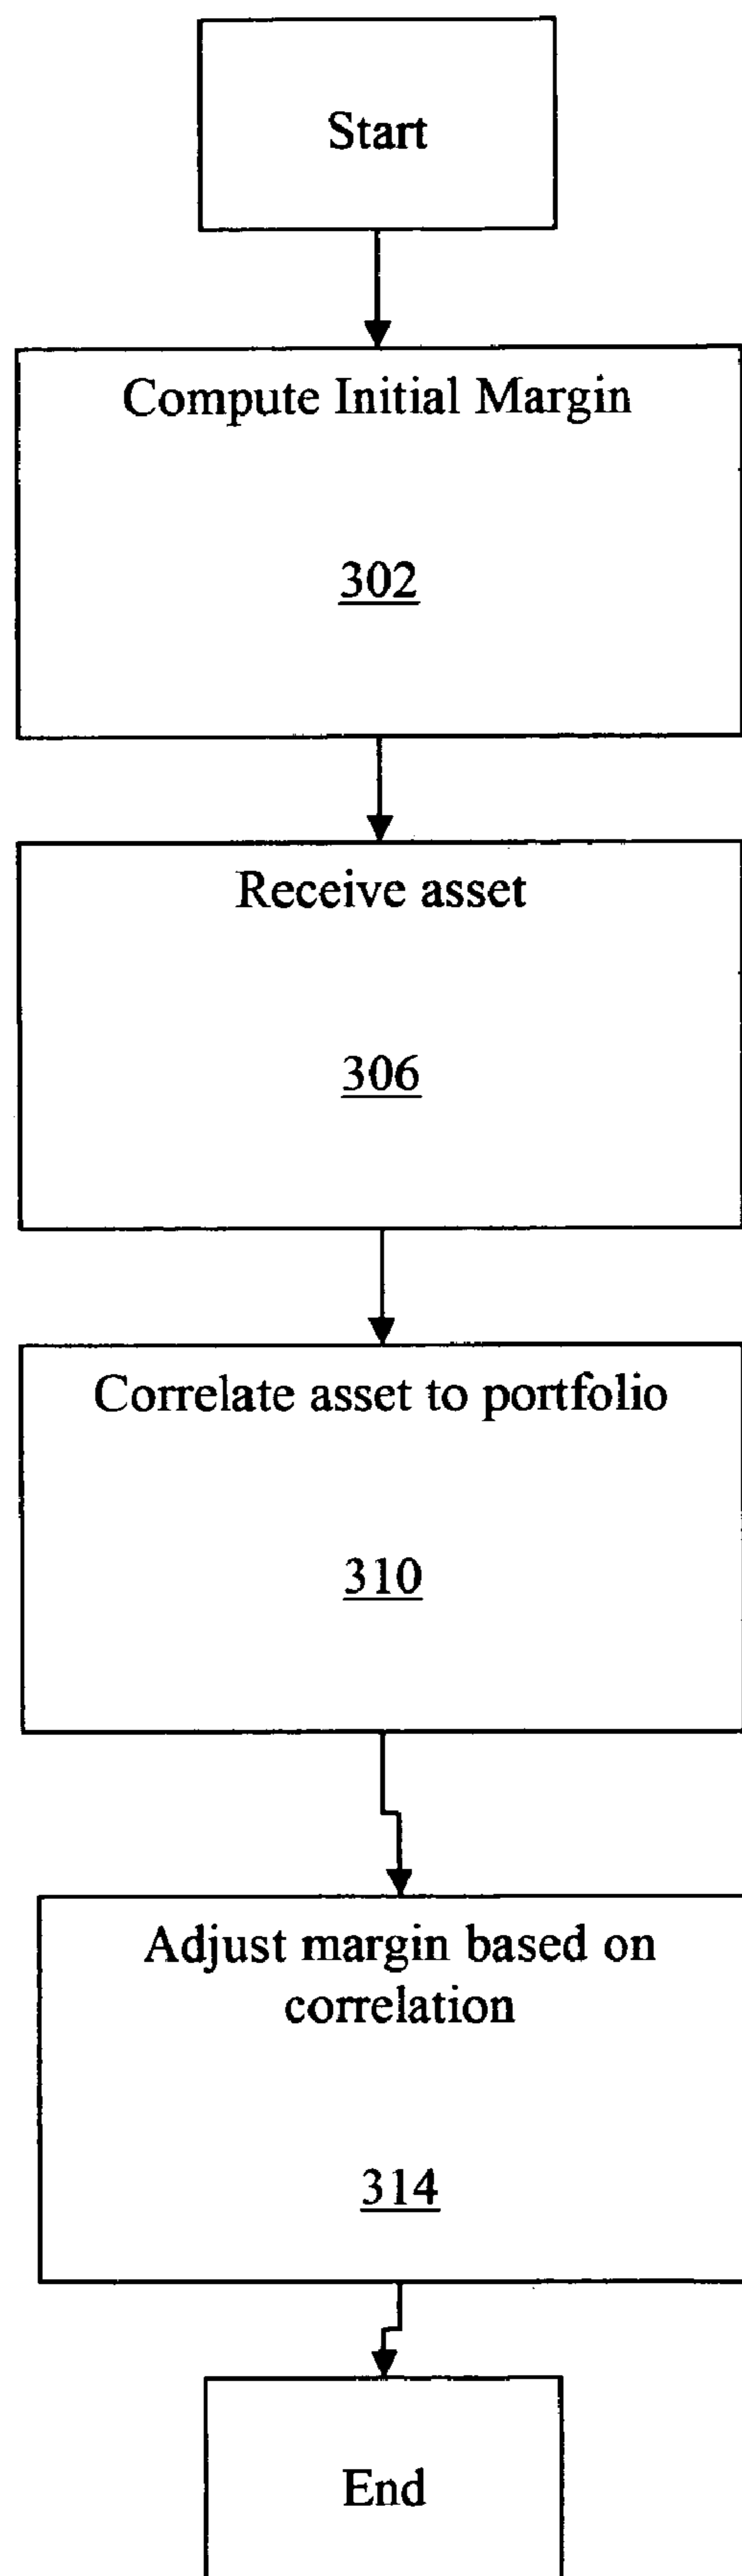 Start
Compute Initial Margin
302
Receive asset
306
Correlate asset to portfolio
310
Adjust margin based on
correlation
314
End